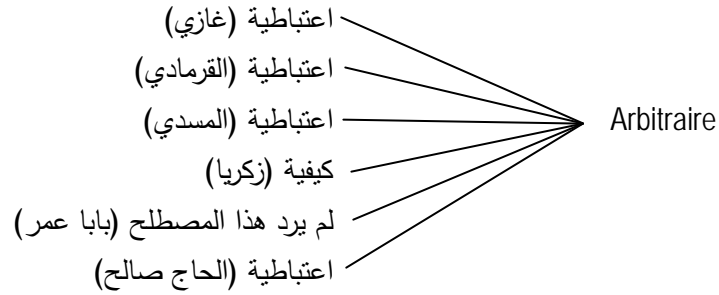 اعتباطية (غازي)
اعتباطية (القرمادي)
اعتباطية (المسدي)
Arbitraire
كيفية (زكريا)
لم يرد هذا المصطلح (بابا عمر)
اعتباطية (الحاج صالح)